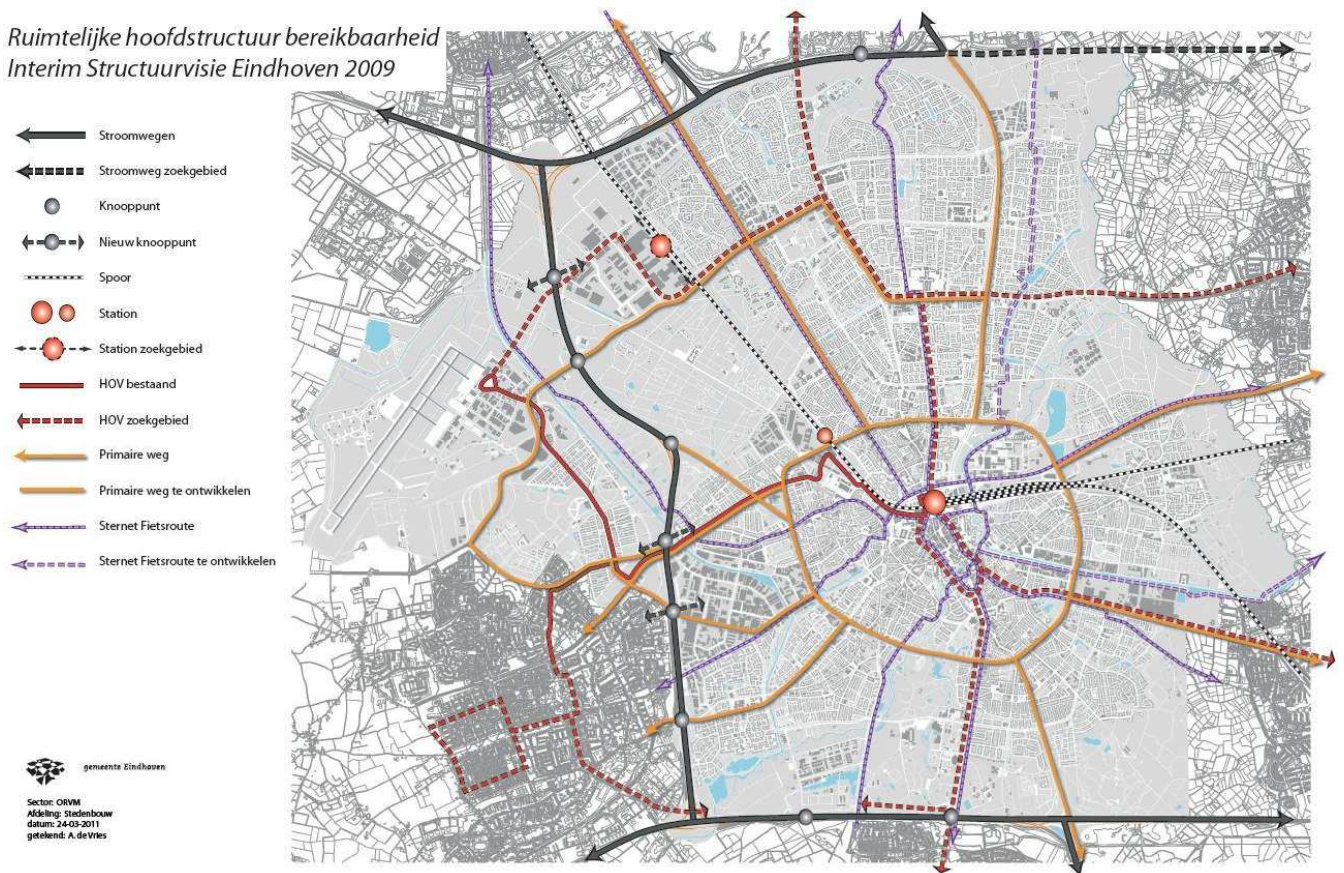 Ruimtelijke hoofdstructuur bereikbaarheid
Interim Structuurvisie Eindhoven 2009
Stroomwegen
Stroomweg zoekgebied
Knooppunt
Nieuw knooppunt
Spoor
Station
Station zoekgebied
HOV bestaand
HOV zoekgebied
Primaire weg
Primaire weg te ontwikkelen
Sternet Fietsroute
Sternet Fietsroute te ontwikkelen
gemeente Eindhoven
Sector: ORVM
Afdeling: Stedenbouw
datum: 24-03-2011
getekend: A. de Vries